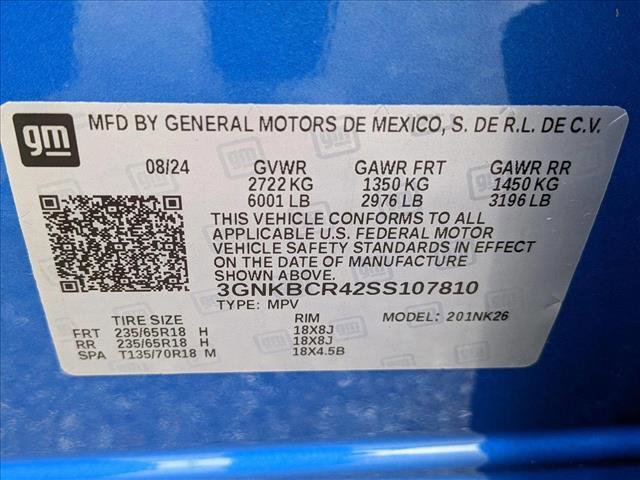 gm MFD BY GENERAL MOTORS DE MEXICO, S. DE R.L. DE C.V.
08/24 GVWR GAWR FRT GAWR RR
2722 KG 1350 KG 1450 KG
6001 LB 2976 LB 3196 LB
THIS VEHICLE CONFORMS TO ALL
APPLICABLE U.S. FEDERAL MOTOR
VEHICLE SAFETY STANDARDS IN EFFECT
ON THE DATE OF MANUFACTURE
SHOWN ABOVE.
3GNKBCR42SS107810
TYPE: MPV MODEL: 201NK26
TIRE SIZE RIM
FRT 235/65R18 H 18X8J
RR 235/65R18 H 18X8J
SPA T135/70R18 M 18X4.5B